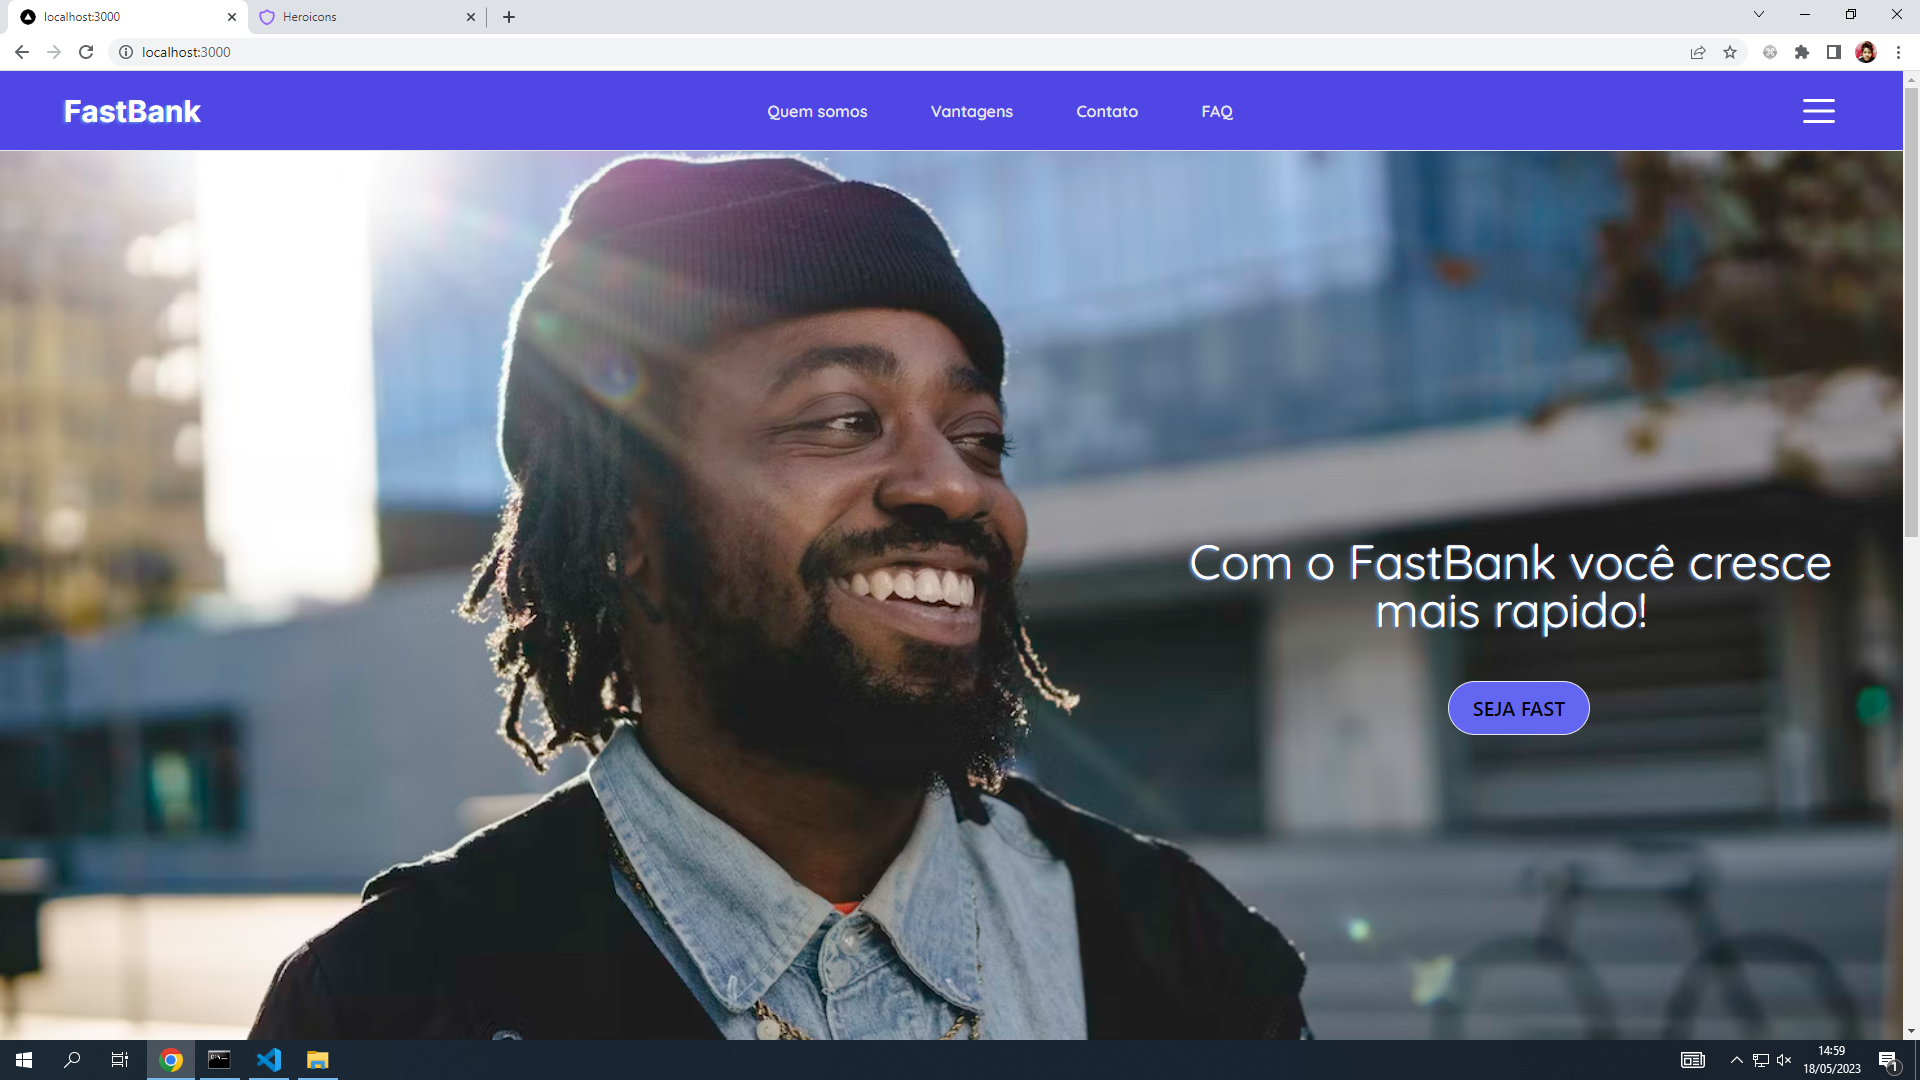 localhost:3000
Heroicons
localhost:3000
FastBank
Quem somos
Vantagens
Contato
FAQ
Com o FastBank você cresce
mais rapido!
SEJA FAST
14:59
18/05/2023
1